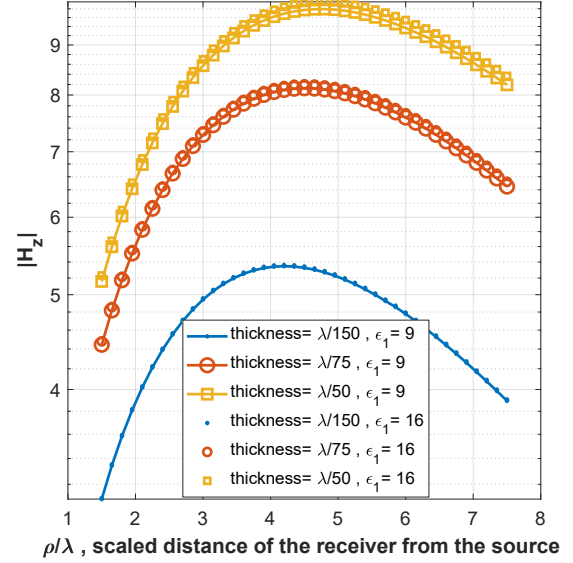 |H_z|
9
8
7
6
5
4
thickness= λ/150 , ϵ_1= 9
thickness= λ/75 , ϵ_1= 9
thickness= λ/50 , ϵ_1= 9
thickness= λ/150 , ϵ_1= 16
thickness= λ/75 , ϵ_1= 16
thickness= λ/50 , ϵ_1= 16
1 2 3 4 5 6 7 8
ρ/λ , scaled distance of the receiver from the source